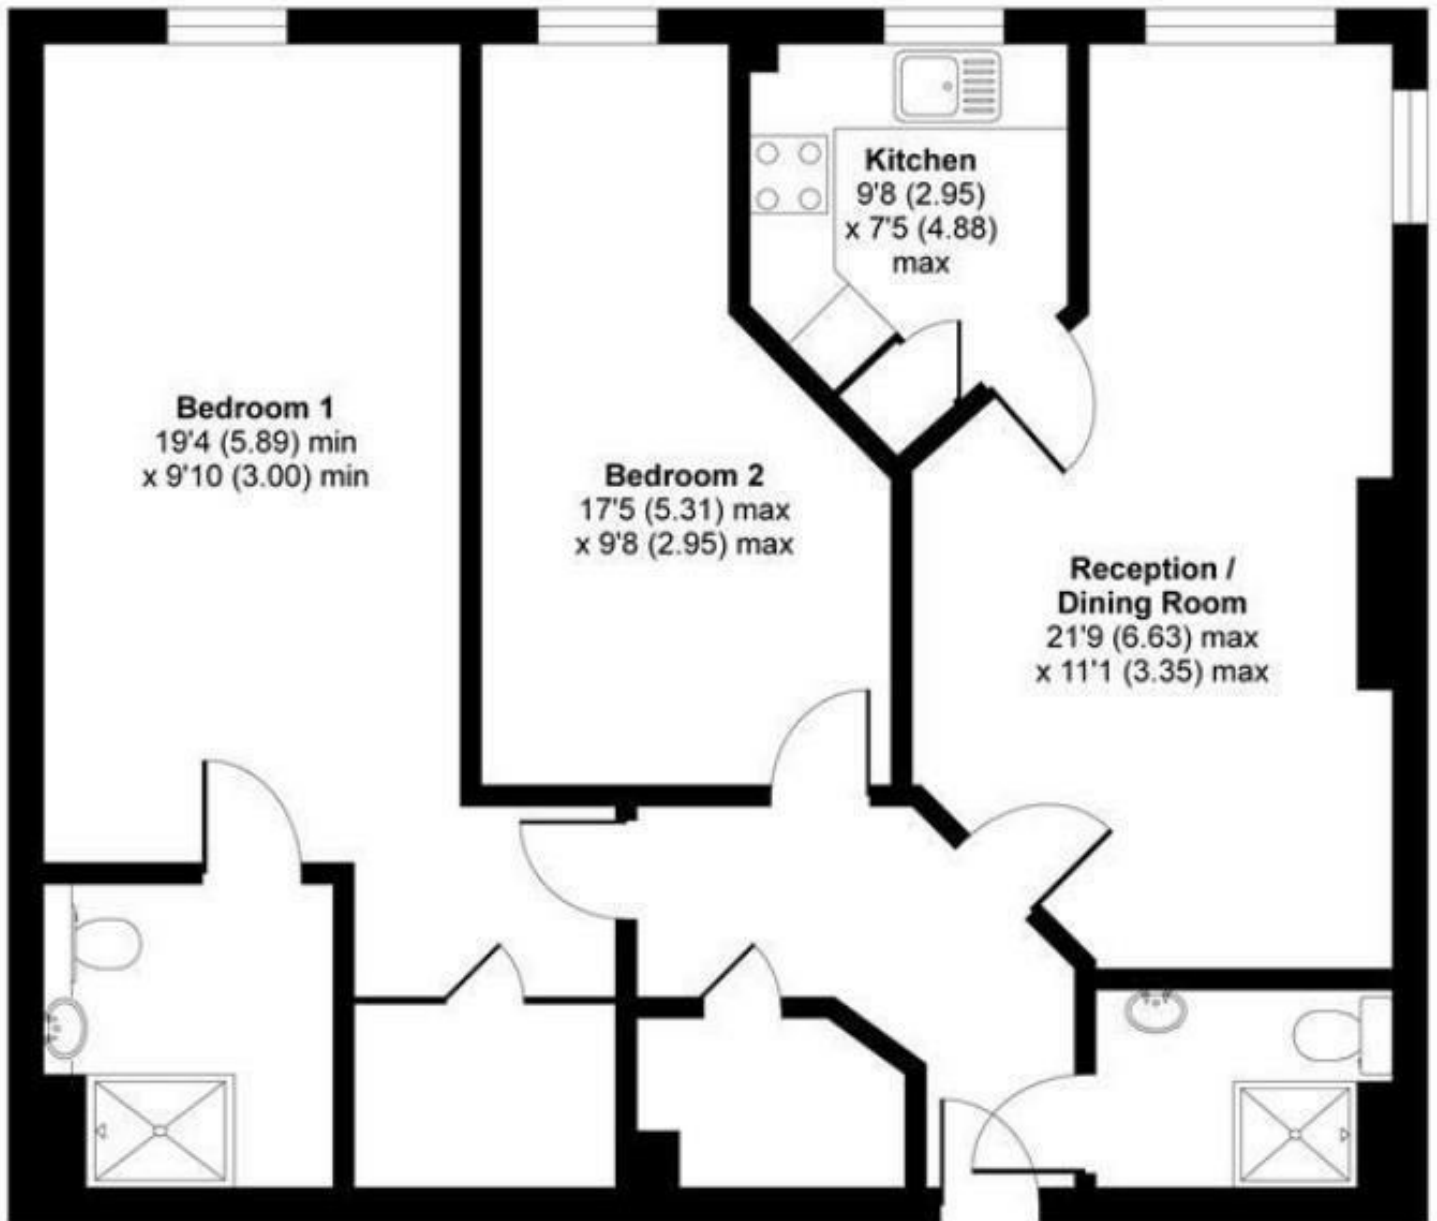 Kitchen
9'8 (2.95)
x 7'5 (4.88)
max
Bedroom 1
19'4 (5.89) min
x 9'10 (3.00) min
Bedroom 2
17'5 (5.31) max
x 9'8 (2.95) max
Reception /
Dining Room
21'9 (6.63) max
x 11'1 (3.35) max